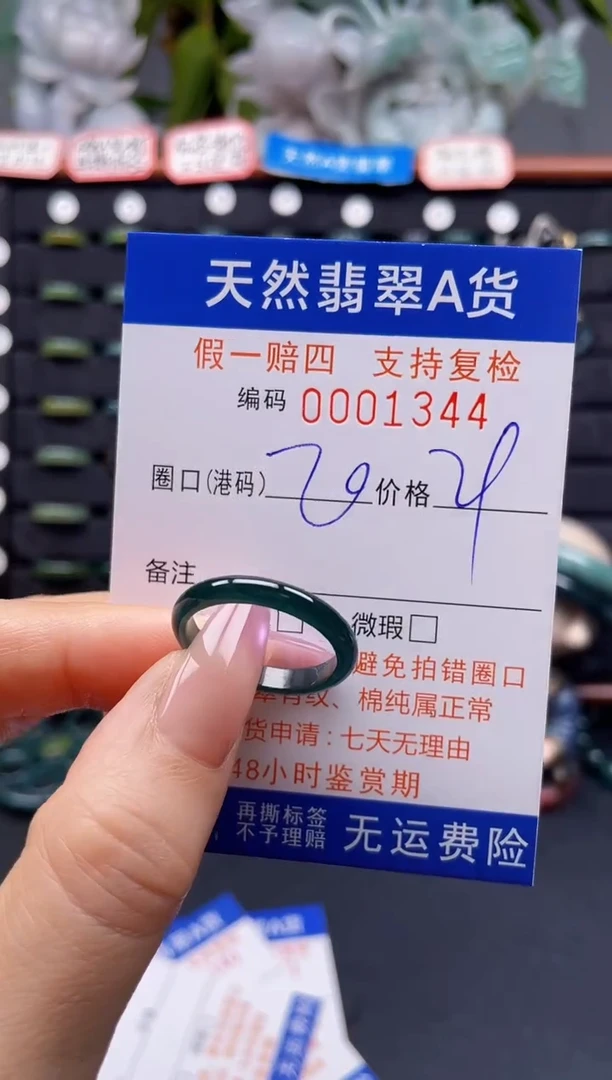 天然翡翠A货
假一赔四 支持复检
编码 0001344
圈口(港码) 20 价格
备注
微瑕□
避免拍错圈口
棉纯属正常
货申请:七天无理由
48小时鉴赏期
再撕标签
不予理赔
无运费险